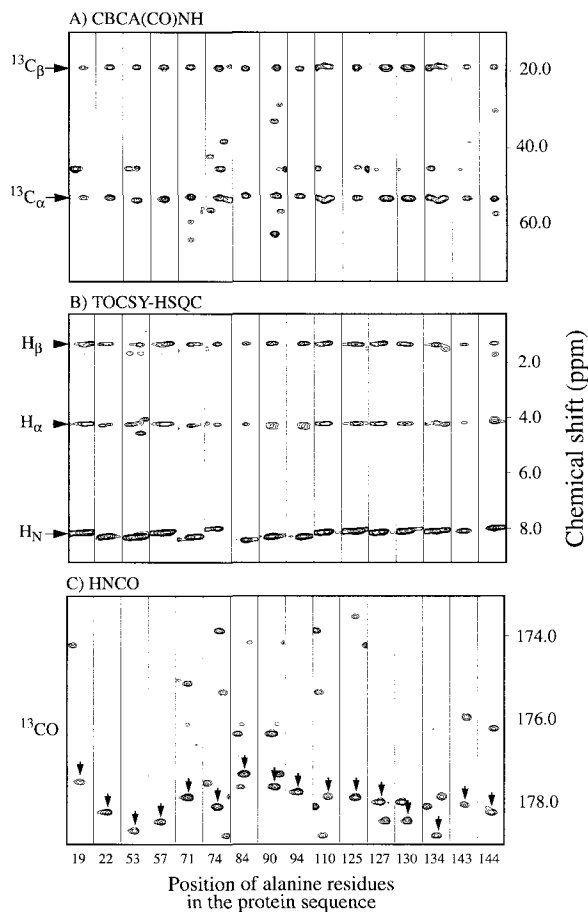 A) CBCA(CO)NH
¹³Cβ
20.0
40.0
¹³Cα
60.0
B) TOCSY-HSQC
Hβ
2.0
Hα
4.0
6.0
HN
8.0
Chemical shift (ppm)
C) HNCO
174.0
¹³CO
176.0
178.0
19 22 53 57 71 74 84 90 94 110 125 127 130 134 143 144
Position of alanine residues
in the protein sequence